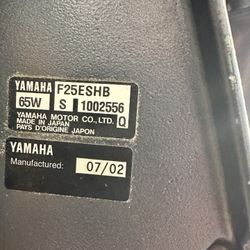 YAMAHA F25ESHB
65W S 1002556
YAMAHA MOTOR CO., LTD. Q
MADE IN JAPAN
PAYS D'ORIGINE JAPON
YAMAHA
Manufactured: 07/02